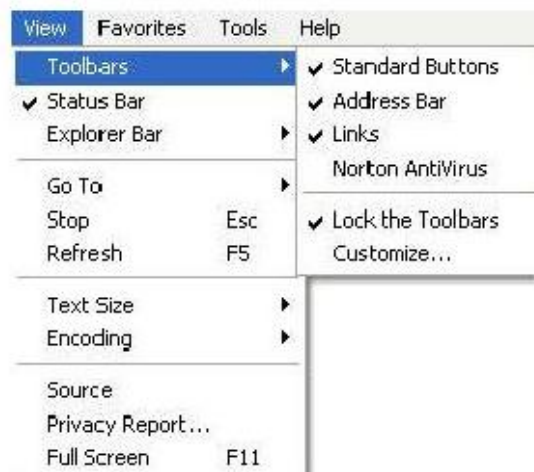 View Favorites Tools Help
Toolbars
Status Bar
Explorer Bar
Go To
Stop Esc
Refresh F5
Text Size
Encoding
Source
Privacy Report...
Full Screen F11
Standard Buttons
Address Bar
Links
Norton AntiVirus
Lock the Toolbars
Customize...